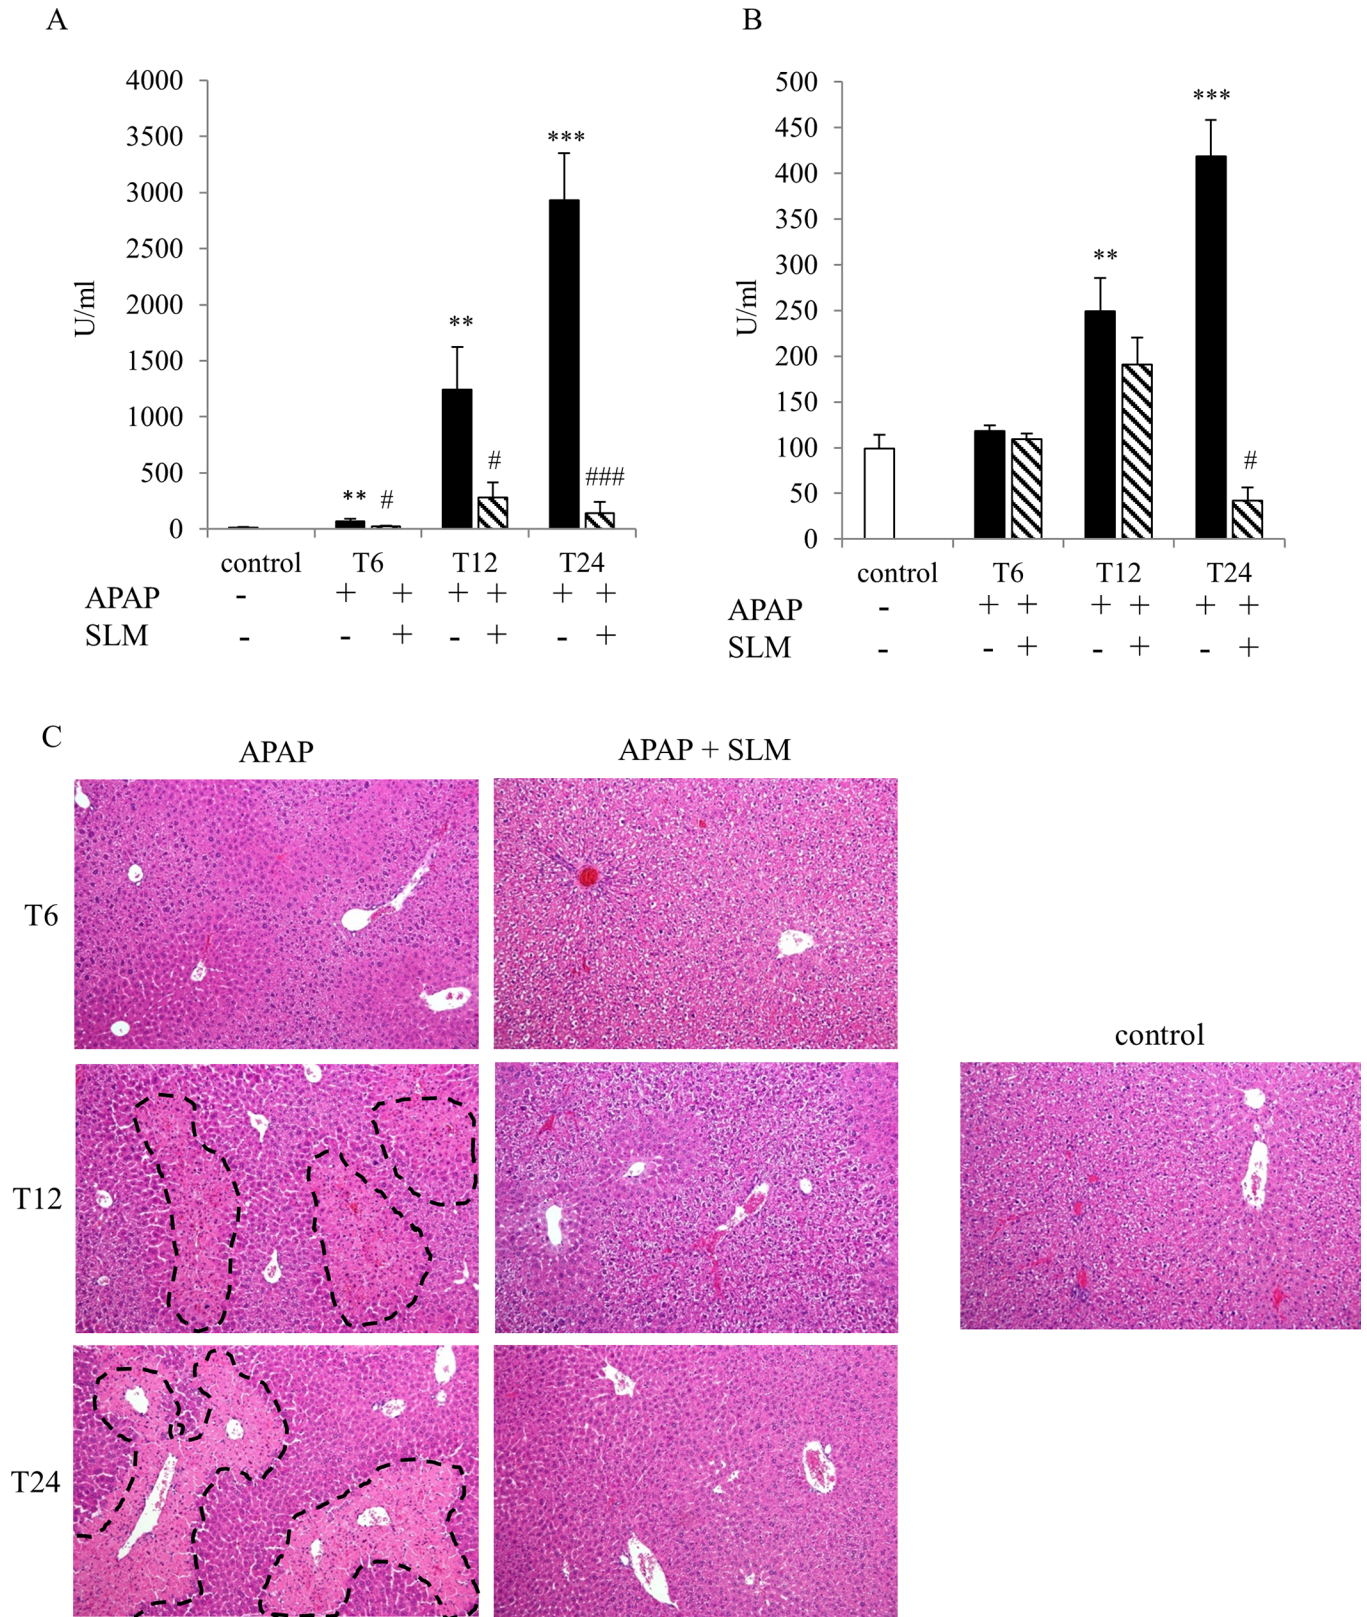 A
4000
3500
3000
2500
2000
1500
1000
500
0
U/ml
** # ** # *** ###
control T6 T12 T24
APAP - + + + + + +
SLM - - + - + - +
B
500
450
400
350
300
250
200
150
100
50
0
U/ml
** *** #
control T6 T12 T24
APAP - + + + + + +
SLM - - + - + - +
C
APAP APAP + SLM
T6
control
T12
T24